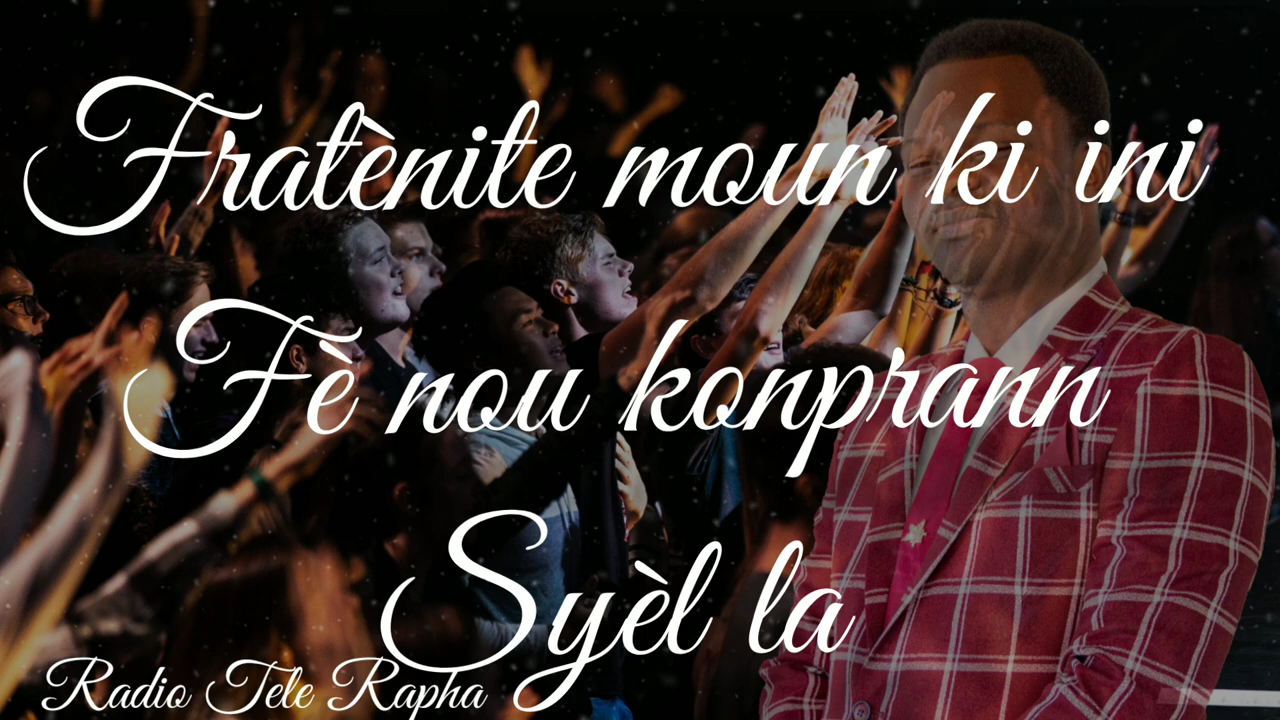 Fratènite moun ki ini
Fè nou konprann
Syèl la
Radio Tele Rapha